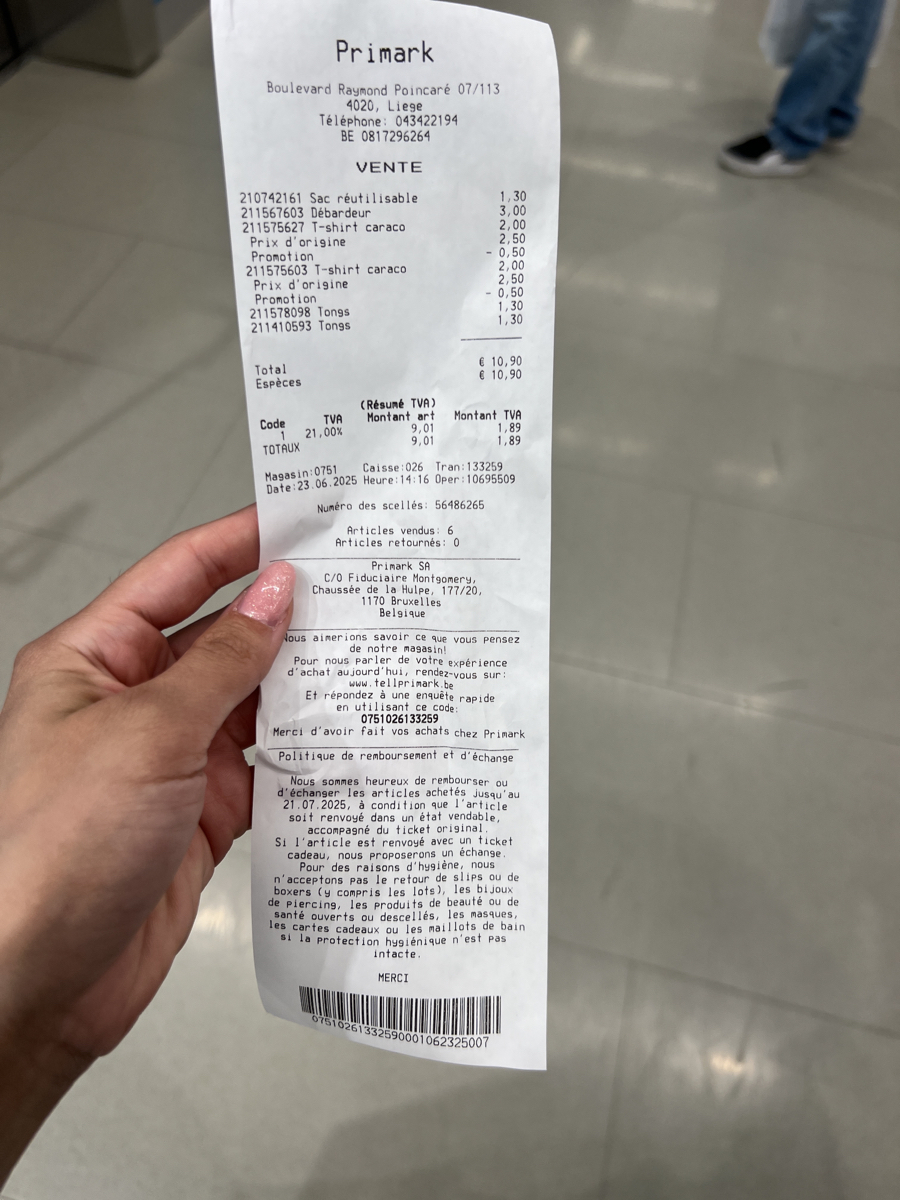 Primark
Boulevard Raymond Poincaré 07/113
4020, Liege
Téléphone: 043422194
BE 0817296264
VENTE
210742161 Sac réutilisable 1,30
211567603 Débardeur 3,00
211575627 T-shirt caraco 2,00
Prix d'origine 2,50
Promotion - 0,50
211575603 T-shirt caraco 2,00
Prix d'origine 2,50
Promotion - 0,50
211578098 Tongs 1,30
211410593 Tongs 1,30
Total € 10,90
Espèces € 10,90
(Résumé TVA)
Code TVA Montant art Montant TVA
1 21,00% 9,01 1,89
TOTAUX 9,01 1,89
Magasin:0751 Caisse:026 Tran:133259
Date:23.06.2025 Heure:14:16 Oper:10695509
Numéro des scellés: 56486265
Articles vendus: 6
Articles retournés: 0
Primark SA
C/O Fiduciaire Montgomery,
Chaussée de la Hulpe, 177/20,
1170 Bruxelles
Belgique
Nous aimerions savoir ce que vous pensez
de notre magasin!
Pour nous parler de votre expérience
d'achat aujourd'hui, rendez-vous sur:
www.tellprimark.be
Et répondez à une enquête rapide
en utilisant ce code:
0751026133259
Merci d'avoir fait vos achats chez Primark
Politique de remboursement et d'échange
Nous sommes heureux de rembourser ou
d'échanger les articles achetés jusqu'au
21.07.2025, à condition que l'article
soit renvoyé dans un état vendable,
accompagné du ticket original.
Si l'article est renvoyé avec un ticket
cadeau, nous proposerons un échange.
Pour des raisons d'hygiène, nous
n'acceptons pas le retour de slips ou de
boxers (y compris les lots), les bijoux
de piercing, les produits de beauté ou de
santé ouverts ou descellés, les masques,
les cartes cadeaux ou les maillots de bain
si la protection hygiénique n'est pas
intacte.
MERCI
07510261332590001062325007